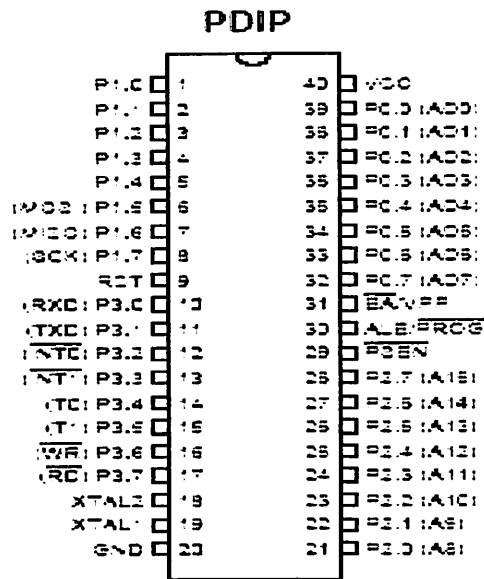 PDIP
P1.0 1 40 VCC
P1.1 2 39 P0.0 (AD0)
P1.2 3 38 P0.1 (AD1)
P1.3 4 37 P0.2 (AD2)
P1.4 5 36 P0.3 (AD3)
(MOSI) P1.5 6 35 P0.4 (AD4)
(MISO) P1.6 7 34 P0.5 (AD5)
(SCK) P1.7 8 33 P0.6 (AD6)
RST 9 32 P0.7 (AD7)
(RXD) P3.0 10 31 EA/VPP
(TXD) P3.1 11 30 ALE/PROG
(INT0) P3.2 12 29 PSEN
(INT1) P3.3 13 28 P2.7 (A15)
(T0) P3.4 14 27 P2.6 (A14)
(T1) P3.5 15 26 P2.5 (A13)
(WR) P3.6 16 25 P2.4 (A12)
(RD) P3.7 17 24 P2.3 (A11)
XTAL2 18 23 P2.2 (A10)
XTAL1 19 22 P2.1 (A9)
GND 20 21 P2.0 (A8)